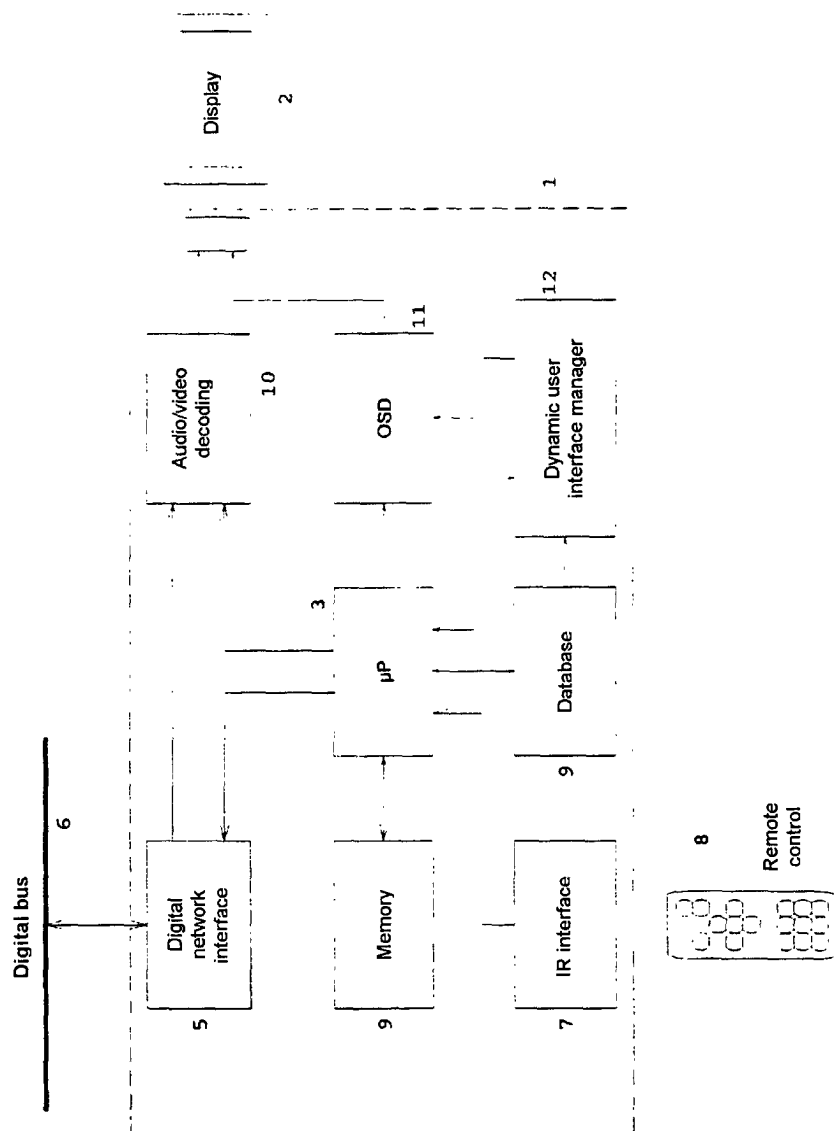 Digital bus
6
5
Digital
network
interface
Audio/video
decoding
10
Display
2
3
9
Memory
µP
OSD
11
1
12
7
IR interface
9
Database
Dynamic user
interface manager
8
Remote
control